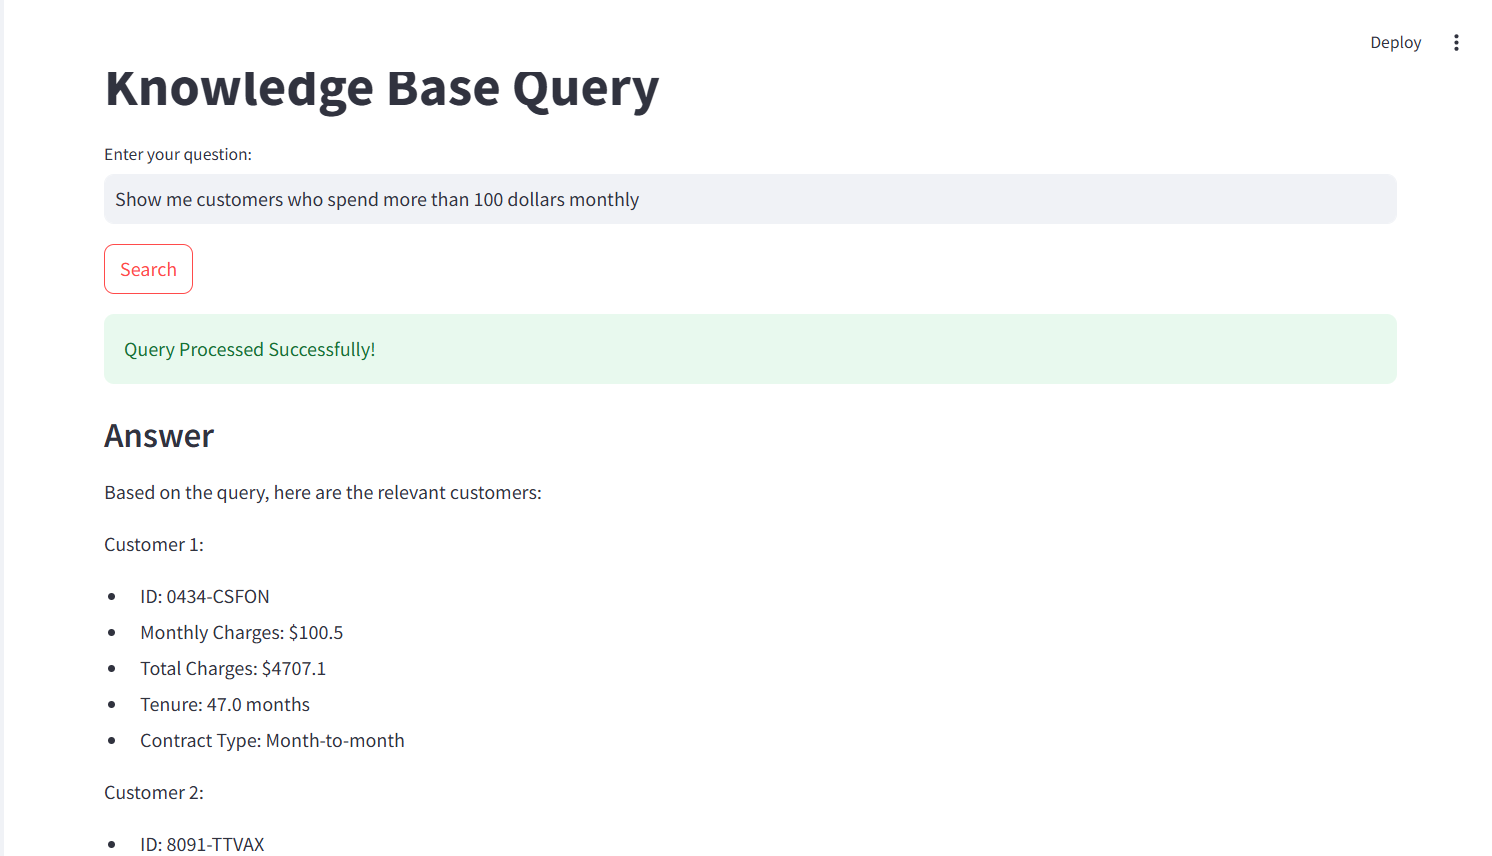 Deploy
Knowledge Base Query
Enter your question:
Show me customers who spend more than 100 dollars monthly
Search
Query Processed Successfully!
Answer
Based on the query, here are the relevant customers:
Customer 1:
ID: 0434-CSFON
Monthly Charges: $100.5
Total Charges: $4707.1
Tenure: 47.0 months
Contract Type: Month-to-month
Customer 2:
ID: 8091-TTVAX